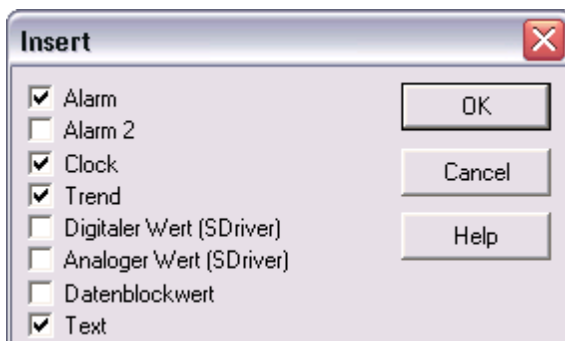 Insert
Alarm
Alarm 2
Clock
Trend
Digitaler Wert (SDriver)
Analoger Wert (SDriver)
Datenblockwert
Text
OK
Cancel
Help